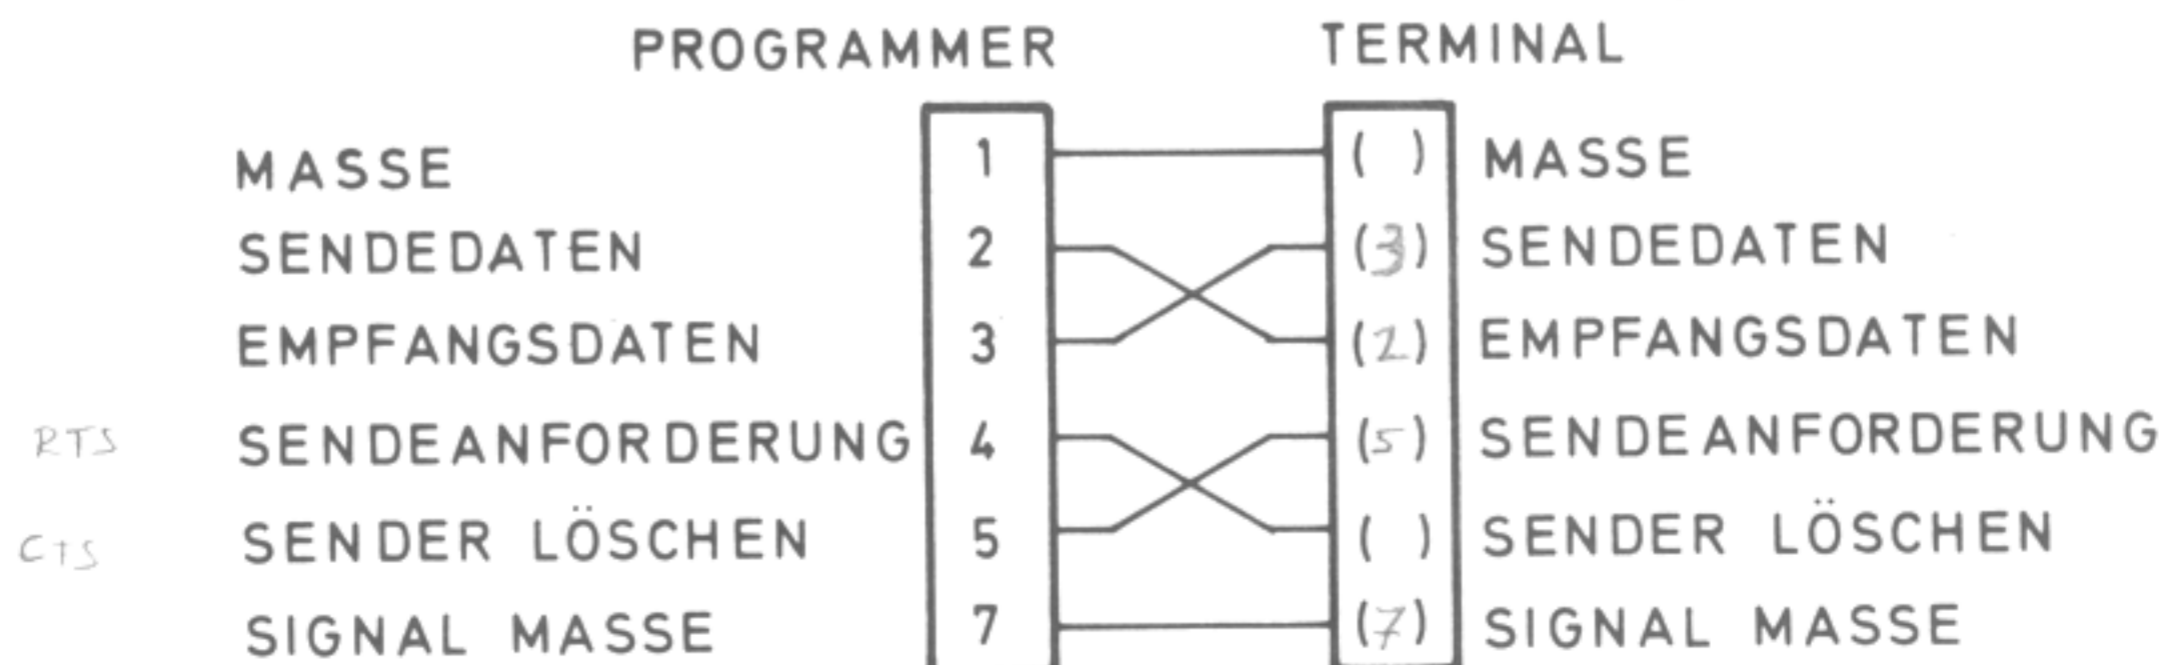 PROGRAMMER TERMINAL
MASSE 1 ( ) MASSE
SENDEDATEN 2 (3) SENDEDATEN
EMPFANGSDATEN 3 (2) EMPFANGSDATEN
RTS SENDEANFORDERUNG 4 (5) SENDEANFORDERUNG
CTS SENDER LÖSCHEN 5 ( ) SENDER LÖSCHEN
SIGNAL MASSE 7 (7) SIGNAL MASSE